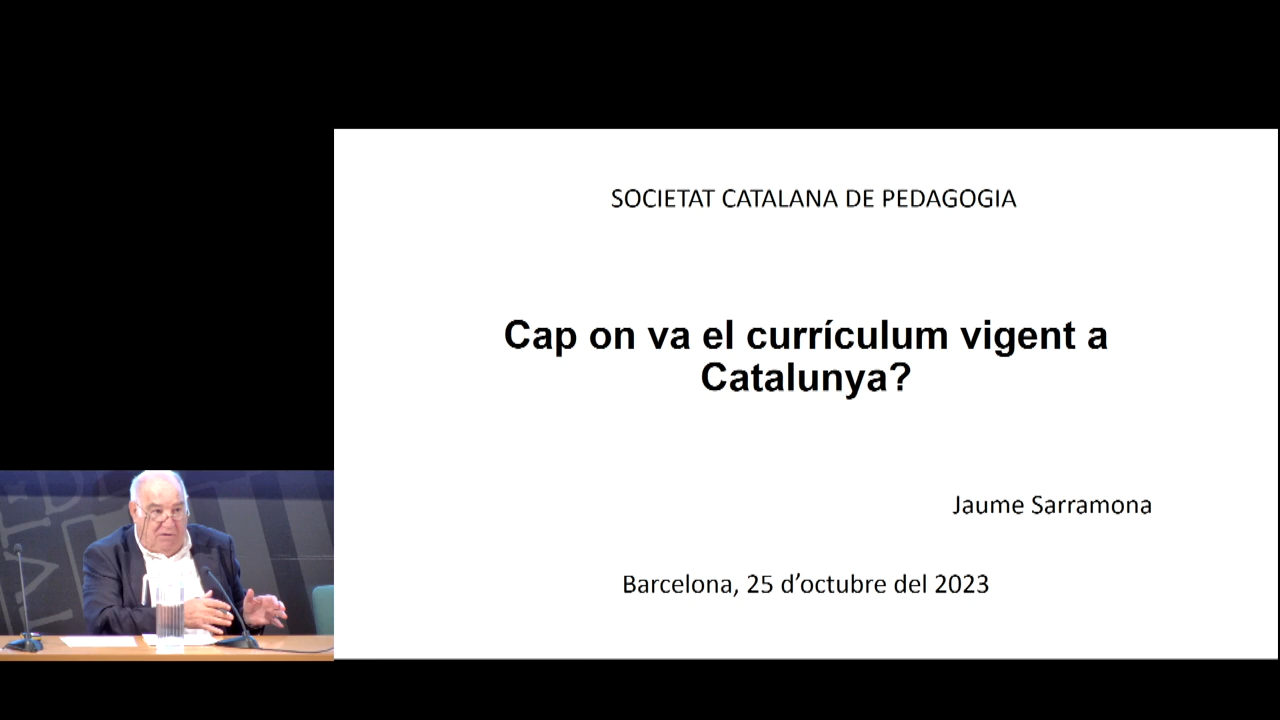 SOCIETAT CATALANA DE PEDAGOGIA
Cap on va el currículum vigent a
Catalunya?
Jaume Sarramona
Barcelona, 25 d’octubre del 2023